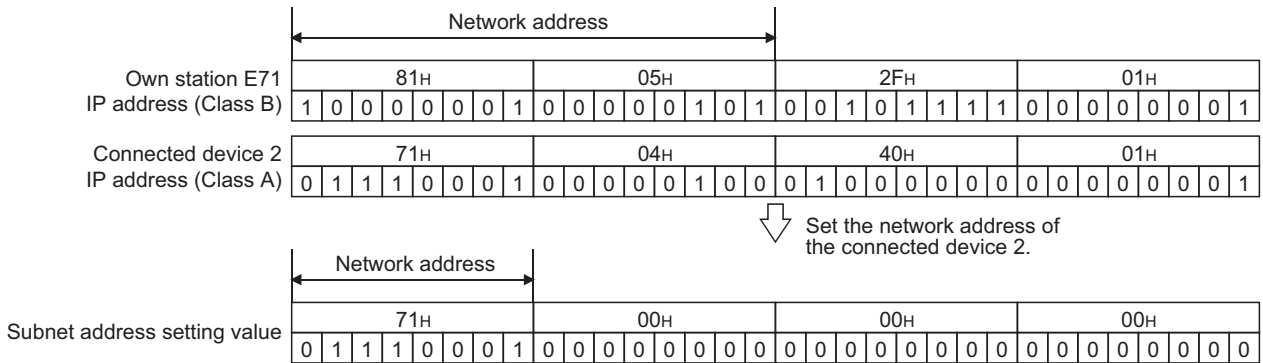 Network address
Own station E71
IP address (Class B)
81H 05H 2FH 01H
1 0 0 0 0 0 0 1 0 0 0 0 0 1 0 1 0 0 1 0 1 1 1 1 0 0 0 0 0 0 0 1
Connected device 2
IP address (Class A)
71H 04H 40H 01H
0 1 1 1 0 0 0 1 0 0 0 0 0 1 0 0 0 1 0 0 0 0 0 0 0 0 0 0 0 0 0 1
Set the network address of
the connected device 2.
Network address
Subnet address setting value
71H 00H 00H 00H
0 1 1 1 0 0 0 1 0 0 0 0 0 0 0 0 0 0 0 0 0 0 0 0 0 0 0 0 0 0 0 0